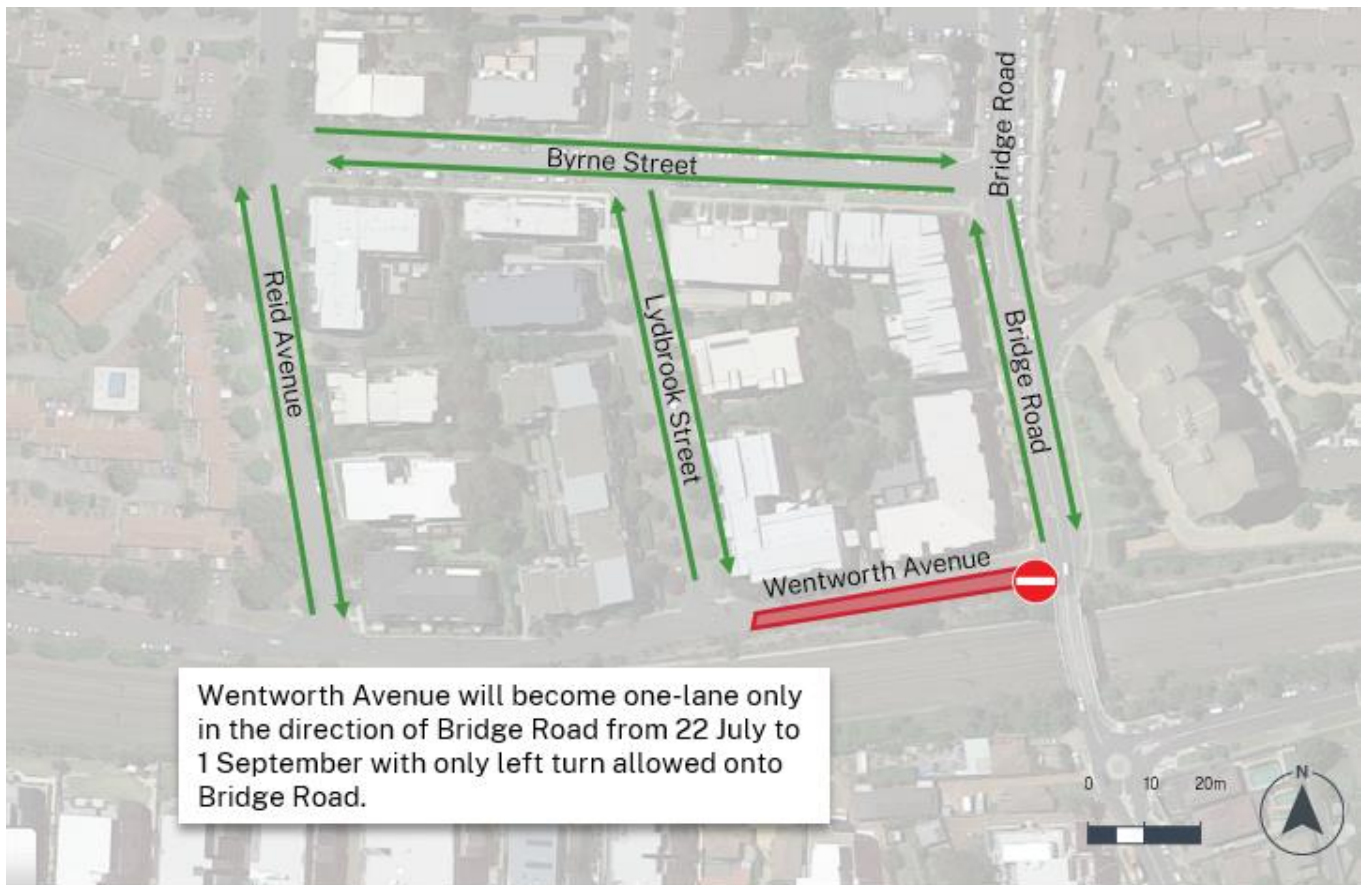 Bridge Road
Byrne Street
Reid Avenue
Lydbrook Street
Bridge Road
Wentworth Avenue
Wentworth Avenue will become one-lane only
in the direction of Bridge Road from 22 July to
1 September with only left turn allowed onto
Bridge Road.
0 10 20m
N